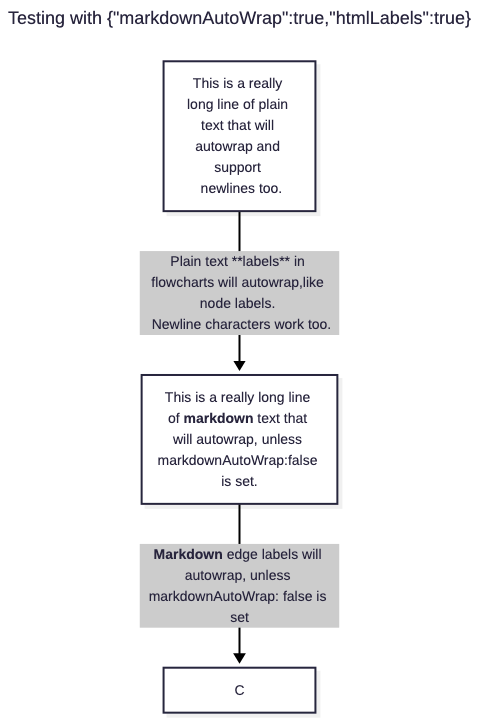 Testing with {"markdownAutoWrap":true,"htmlLabels":true}
This is a really
long line of plain
text that will
autowrap and
support
newlines too.
Plain text **labels** in
flowcharts will autowrap,like
node labels.
Newline characters work too.
This is a really long line
of markdown text that
will autowrap, unless
markdownAutoWrap:false
is set.
Markdown edge labels will
autowrap, unless
markdownAutoWrap: false is
set
C